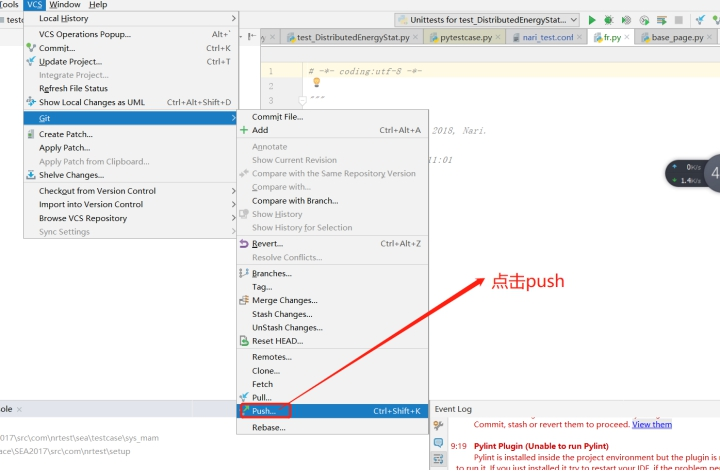 Tools VCS Window Help
Local History
VCS Operations Popup... Alt+`
Commit... Ctrl+K
Update Project... Ctrl+T
Integrate Project...
Refresh File Status
Show Local Changes as UML Ctrl+Alt+Shift+D
Git
Create Patch...
Apply Patch...
Apply Patch from Clipboard...
Shelve Changes...
Checkout from Version Control
Import into Version Control
Browse VCS Repository
Sync Settings
Commit File...
Add Ctrl+Alt+A
Annotate
Show Current Revision
Compare with the Same Repository Version
Compare with...
Compare with Branch...
Show History
Show History for Selection
Revert... Ctrl+Alt+Z
Resolve Conflicts...
Branches...
Tag...
Merge Changes...
Stash Changes...
UnStash Changes...
Reset HEAD...
Remotes...
Clone...
Fetch
Pull...
Push... Ctrl+Shift+K
Rebase...
点击push
Unittests for test_DistributedEnergyStat.py
test_DistributedEnergyStat.py pytestcase.py nari_test.conf fr.py base_page.py
1 # -*- coding:utf-8 -*-
2
3 """
2018, Nari.
11:01
0K/s
1.4K/s
4
ole
2017\src\com\nrtest\sea\testcase\sys_mam
ace\SEA2017\src\com\nrtest\setup
Event Log
Commit, stash or revert them to proceed. View them
9:19 Pylint Plugin (Unable to run Pylint)
Pylint is installed inside the project environment but the plugin is
to run it. If you just installed it try to restart your IDE, if the problem